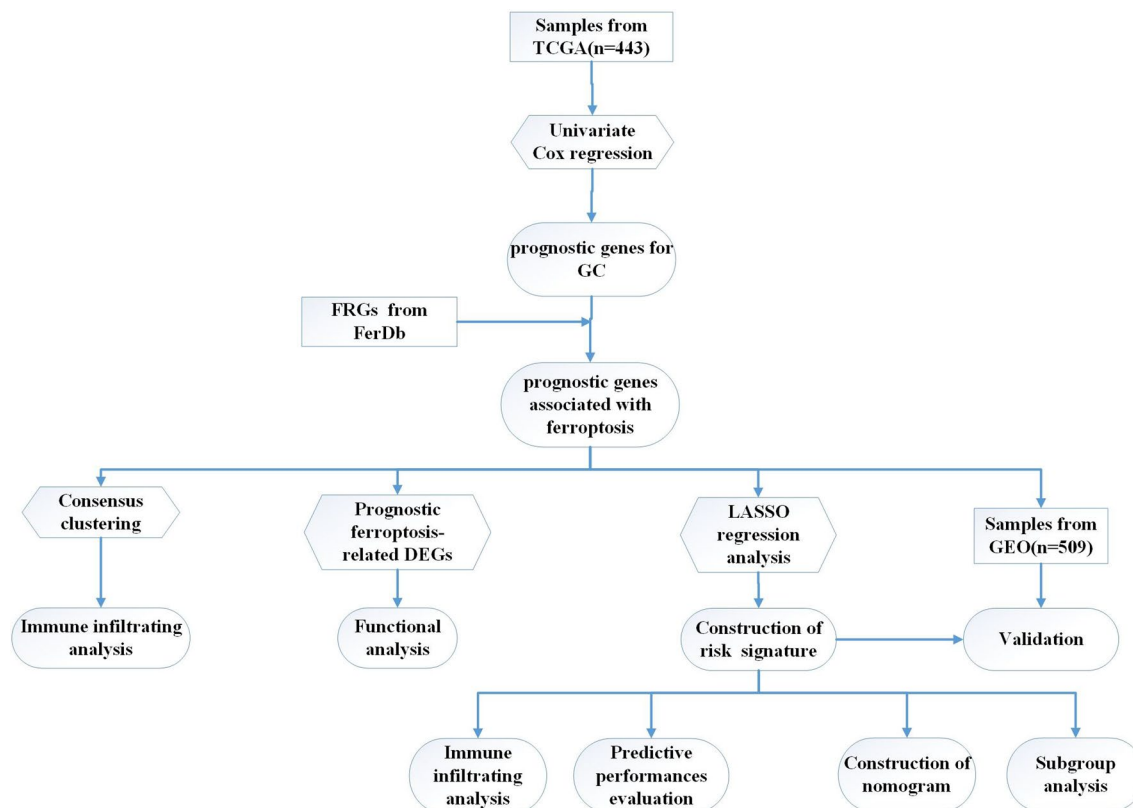 Samples from
TCGA(n=443)
Univariate
Cox regression
prognostic genes for
GC
FRGs from
FerDb
prognostic genes
associated with
ferroptosis
Consensus
clustering
Prognostic
ferroptosis-
related DEGs
LASSO
regression
analysis
Samples from
GEO(n=509)
Immune infiltrating
analysis
Functional
analysis
Construction of
risk signature
Validation
Immune
infiltrating
analysis
Predictive
performances
evaluation
Construction of
nomogram
Subgroup
analysis